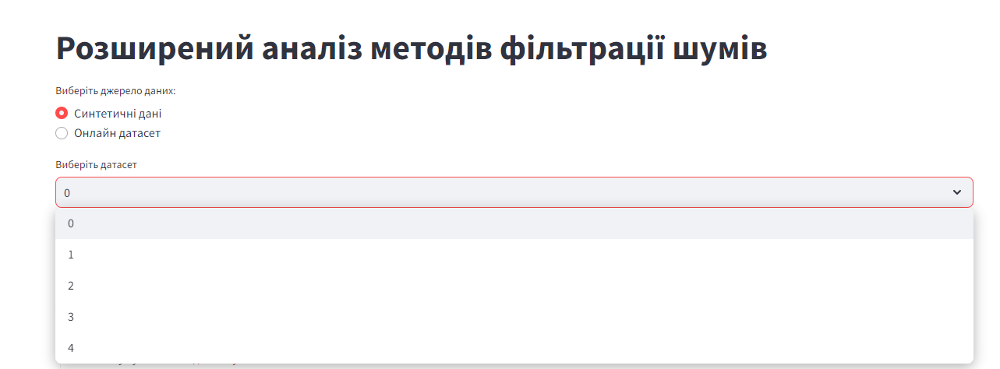 Розширений аналіз методів фільтрації шумів
Виберіть джерело даних:
Синтетичні дані
Онлайн датасет
Виберіть датасет
0
0
1
2
3
4